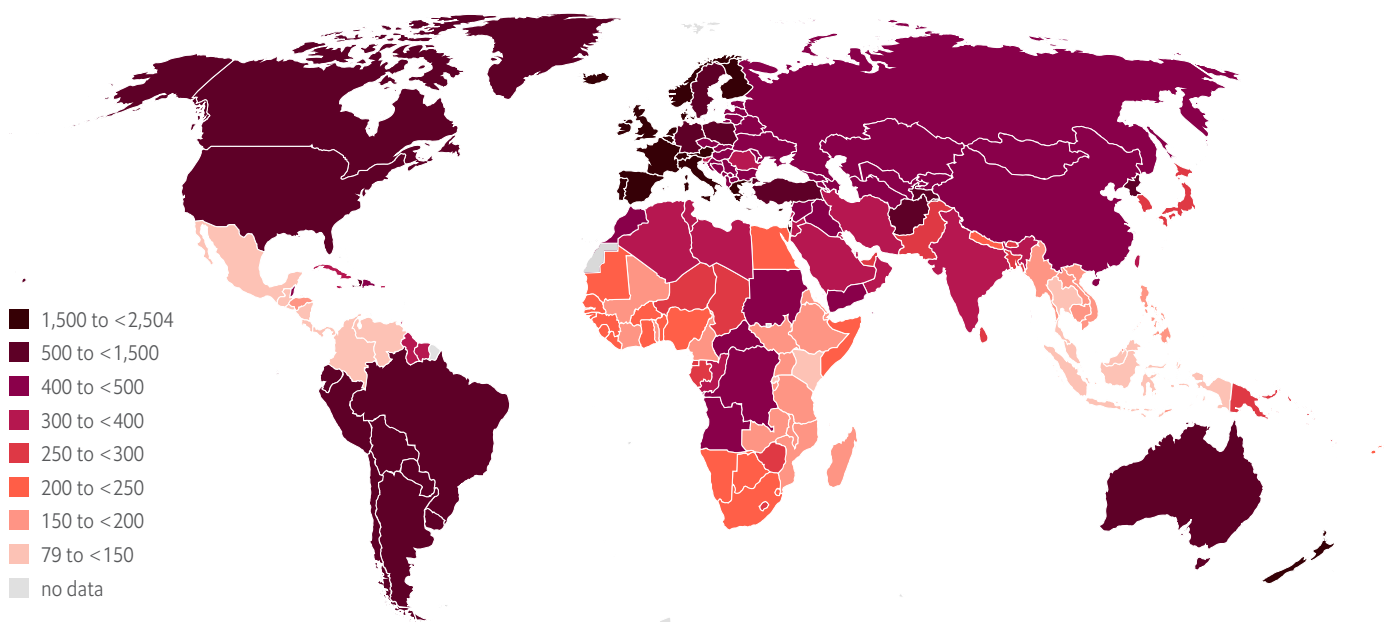 1,500 to <2,504
500 to <1,500
400 to <500
300 to <400
250 to <300
200 to <250
150 to <200
79 to <150
no data